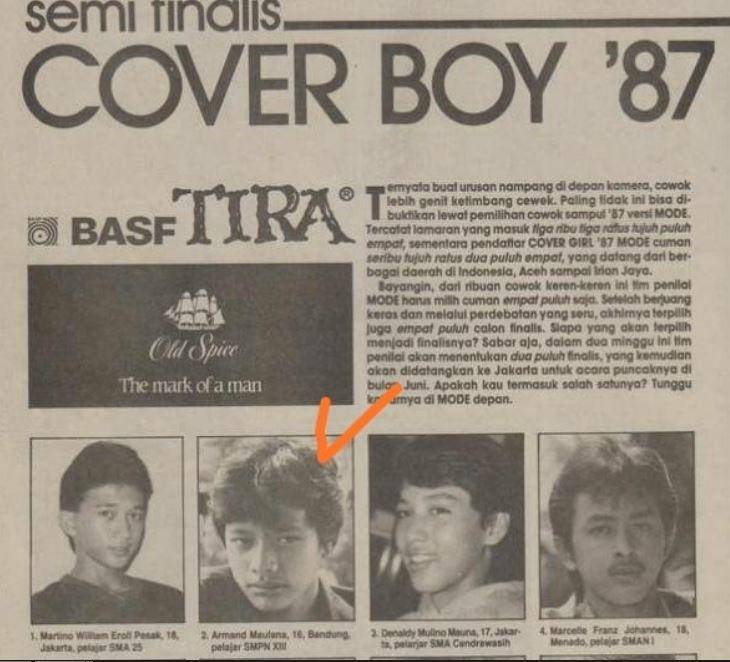 semi finalis
COVER BOY '87
BASF TIRA®
Old Spice
The mark of a man
Ternyata buat urusan nampang di depan kamera, cowok
lebih genit ketimbang cewek. Paling tidak ini bisa di-
buktikan lewat pemilihan cowok sampul '87 versi MODE.
Tercatat lamaran yang masuk tiga ribu tiga ratus tujuh puluh
empat, sementara pendaftar COVER GIRL '87 MODE cuman
seribu tujuh ratus dua puluh empat, yang datang dari ber-
bagai daerah di Indonesia, Aceh sampai Irian Jaya.
Bayangin, dari ribuan cowok keren-keren ini tim penilai
MODE harus milih cuman empat puluh saja. Setelah berjuang
keras dan melalui perdebatan yang seru, akhirnya terpilih
juga empat puluh calon finalis. Siapa yang akan terpilih
menjadi finalisnya? Sabar aja, dalam dua minggu ini tim
penilai akan menentukan dua puluh finalis, yang kemudian
akan didatangkan ke Jakarta untuk acara puncaknya di
bulan Juni. Apakah kau termasuk salah satunya? Tunggu
di MODE depan.
1. Martino William Eroll Pesak, 18,
Jakarta, pelajar SMA 25
2. Armand Maulana, 16, Bandung,
pelajar SMPN XIII
3. Denaldy Mulino Mauna, 17, Jakar-
ta, pelarjar SMA Cendrawasih
4. Marcelle Franz Johannes, 18,
Menado, pelajar SMAN I